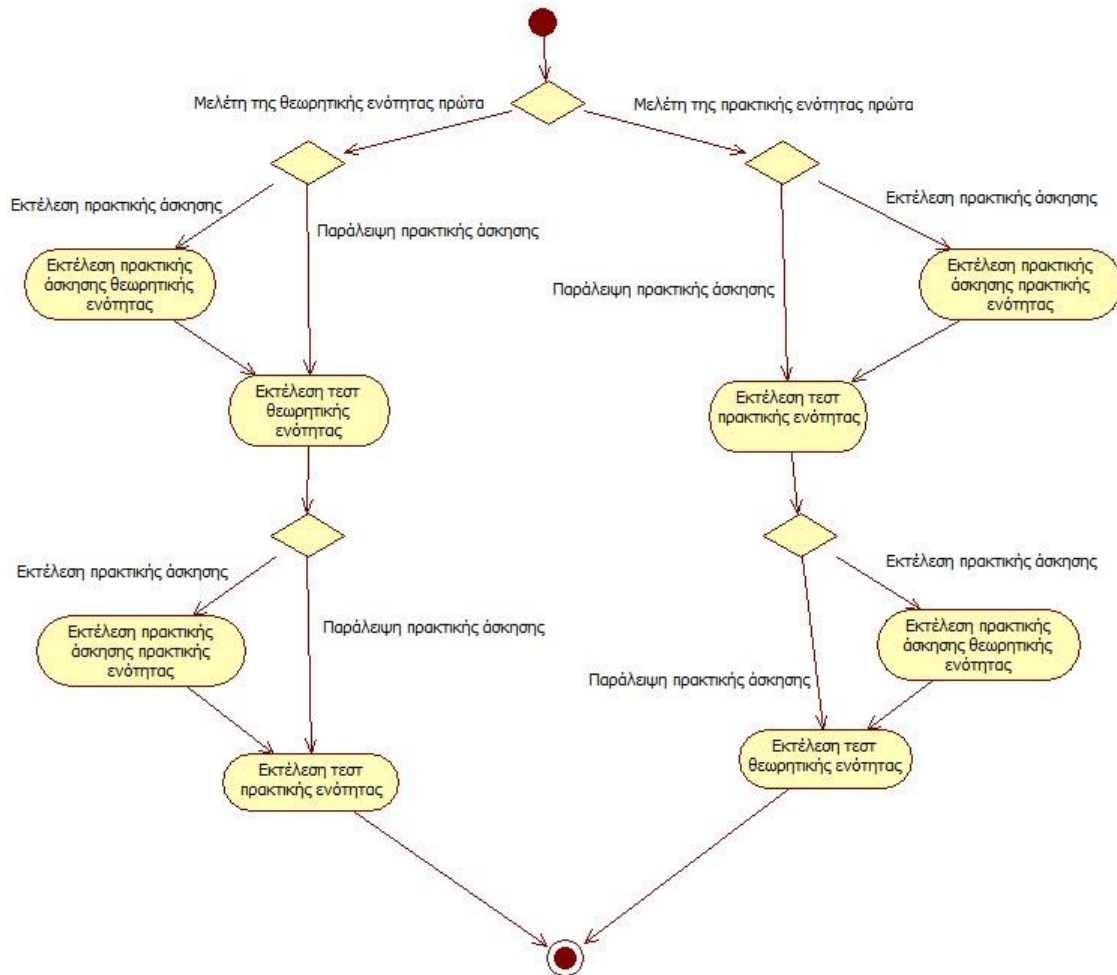 Μελέτη της θεωρητικής ενότητας πρώτα
Μελέτη της πρακτικής ενότητας πρώτα
Εκτέλεση πρακτικής άσκησης
Παράλειψη πρακτικής άσκησης
Εκτέλεση πρακτικής άσκησης
Εκτέλεση πρακτικής
άσκησης θεωρητικής
ενότητας
Παράλειψη πρακτικής άσκησης
Εκτέλεση πρακτικής
άσκησης πρακτικής
ενότητας
Εκτέλεση τεστ
θεωρητικής
ενότητας
Εκτέλεση τεστ
πρακτικής ενότητας
Εκτέλεση πρακτικής άσκησης
Παράλειψη πρακτικής άσκησης
Εκτέλεση πρακτικής άσκησης
Εκτέλεση πρακτικής
άσκησης πρακτικής
ενότητας
Παράλειψη πρακτικής άσκησης
Εκτέλεση πρακτικής
άσκησης θεωρητικής
ενότητας
Εκτέλεση τεστ
πρακτικής ενότητας
Εκτέλεση τεστ
θεωρητικής ενότητας